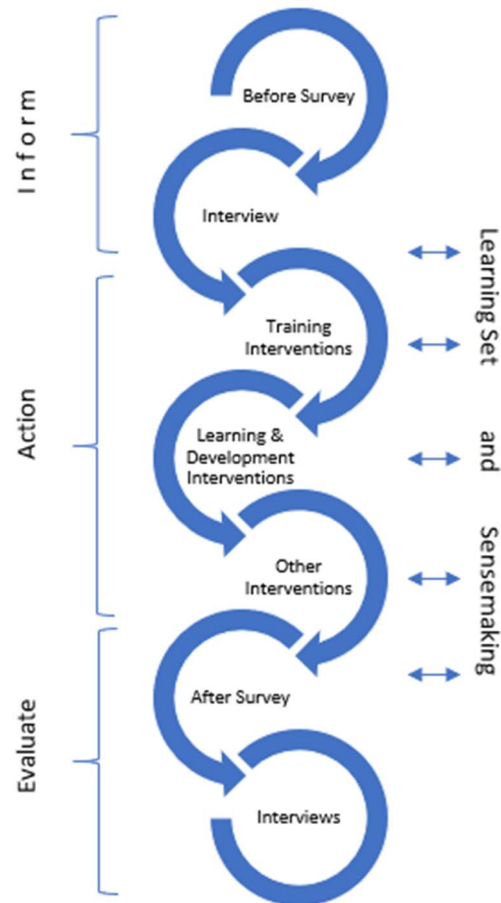 Inform
Before Survey
Interview
Action
Training
Interventions
Learning &
Development
Interventions
Other
Interventions
Evaluate
After Survey
Interviews
Learning Set and Sensemaking